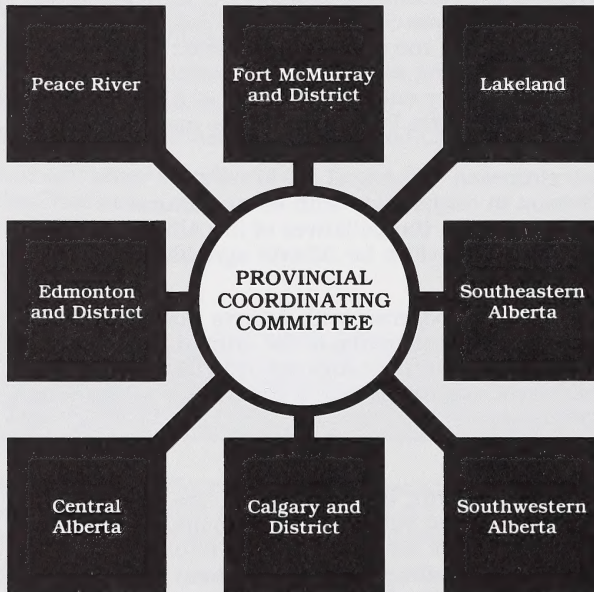 Peace River
Fort McMurray
and District
Lakeland
Edmonton
and District
PROVINCIAL
COORDINATING
COMMITTEE
Southeastern
Alberta
Central
Alberta
Calgary and
District
Southwestern
Alberta